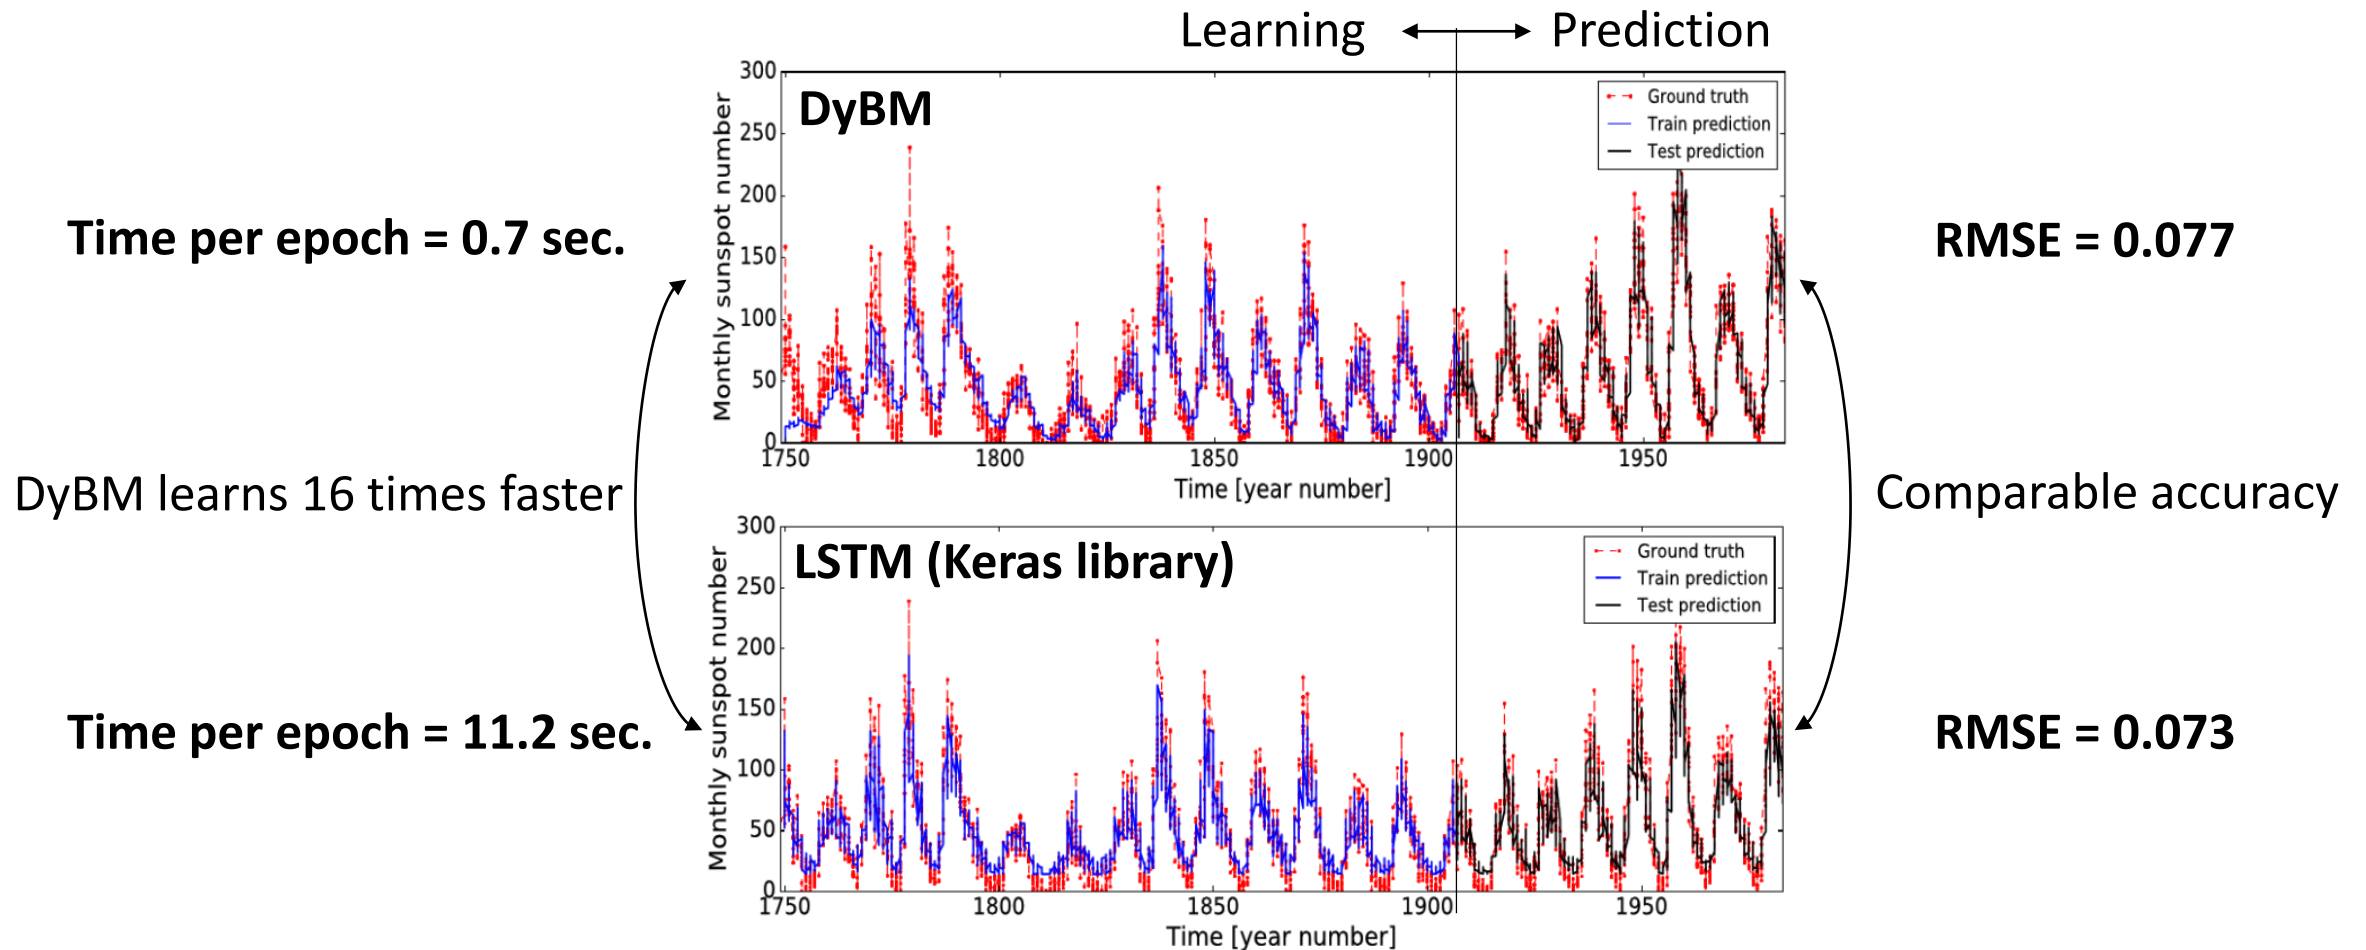 Learning
Prediction
DyBM
Ground truth
Train prediction
Test prediction
300
250
200
150
100
50
0
Monthly sunspot number
1750
1800
1850
1900
1950
Time [year number]
Time per epoch = 0.7 sec.
RMSE = 0.077
DyBM learns 16 times faster
Comparable accuracy
LSTM (Keras library)
Ground truth
Train prediction
Test prediction
300
250
200
150
100
50
0
Monthly sunspot number
1750
1800
1850
1900
1950
Time [year number]
Time per epoch = 11.2 sec.
RMSE = 0.073